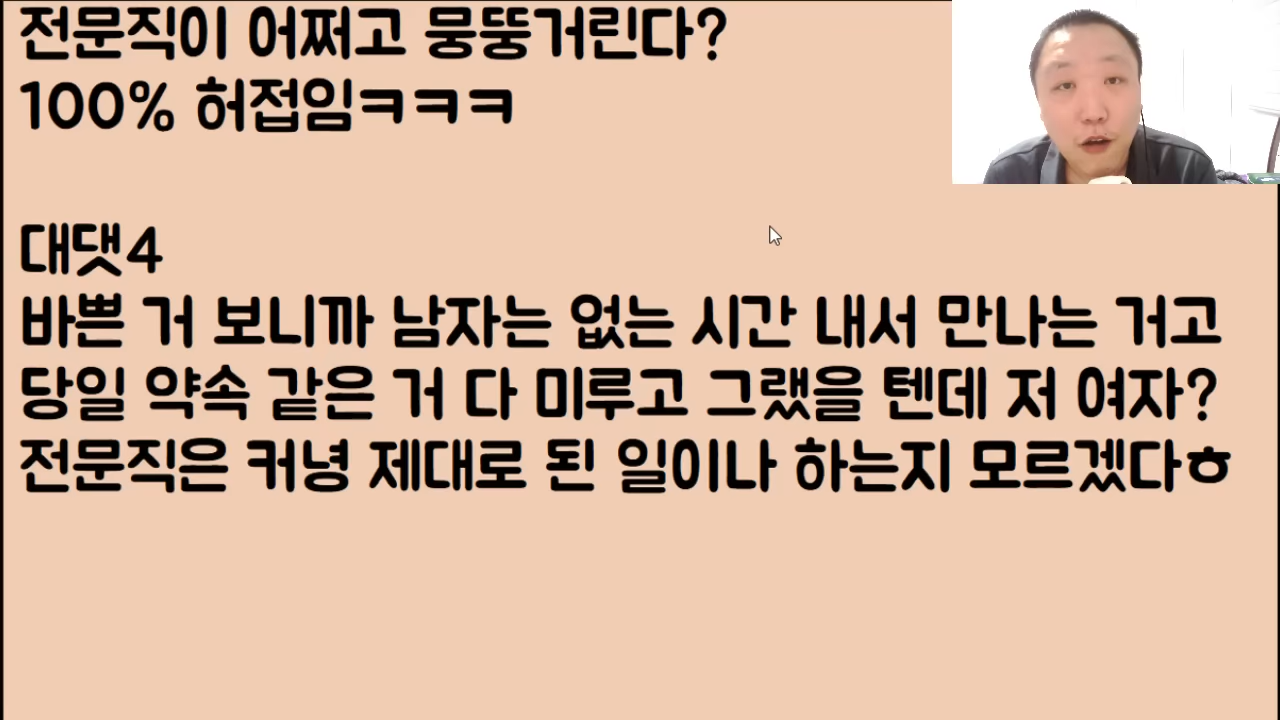 전문직이 어쩌고 뭉뚱거린다?
100% 허접임ㅋㅋㅋ
대댓4
바쁜 거 보니까 남자는 없는 시간 내서 만나는 거고
당일 약속 같은 거 다 미루고 그랬을 텐데 저 여자?
전문직은 커녕 제대로 된 일이나 하는지 모르겠다ㅎ